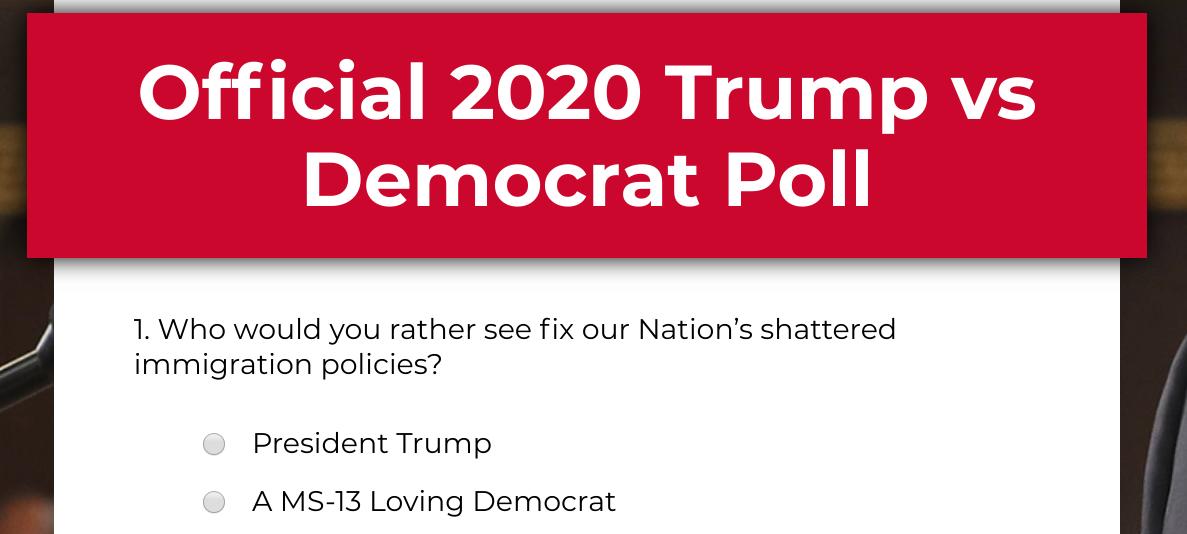 Official 2020 Trump vs
Democrat Poll
1. Who would you rather see fix our Nation’s shattered
immigration policies?
President Trump
A MS-13 Loving Democrat